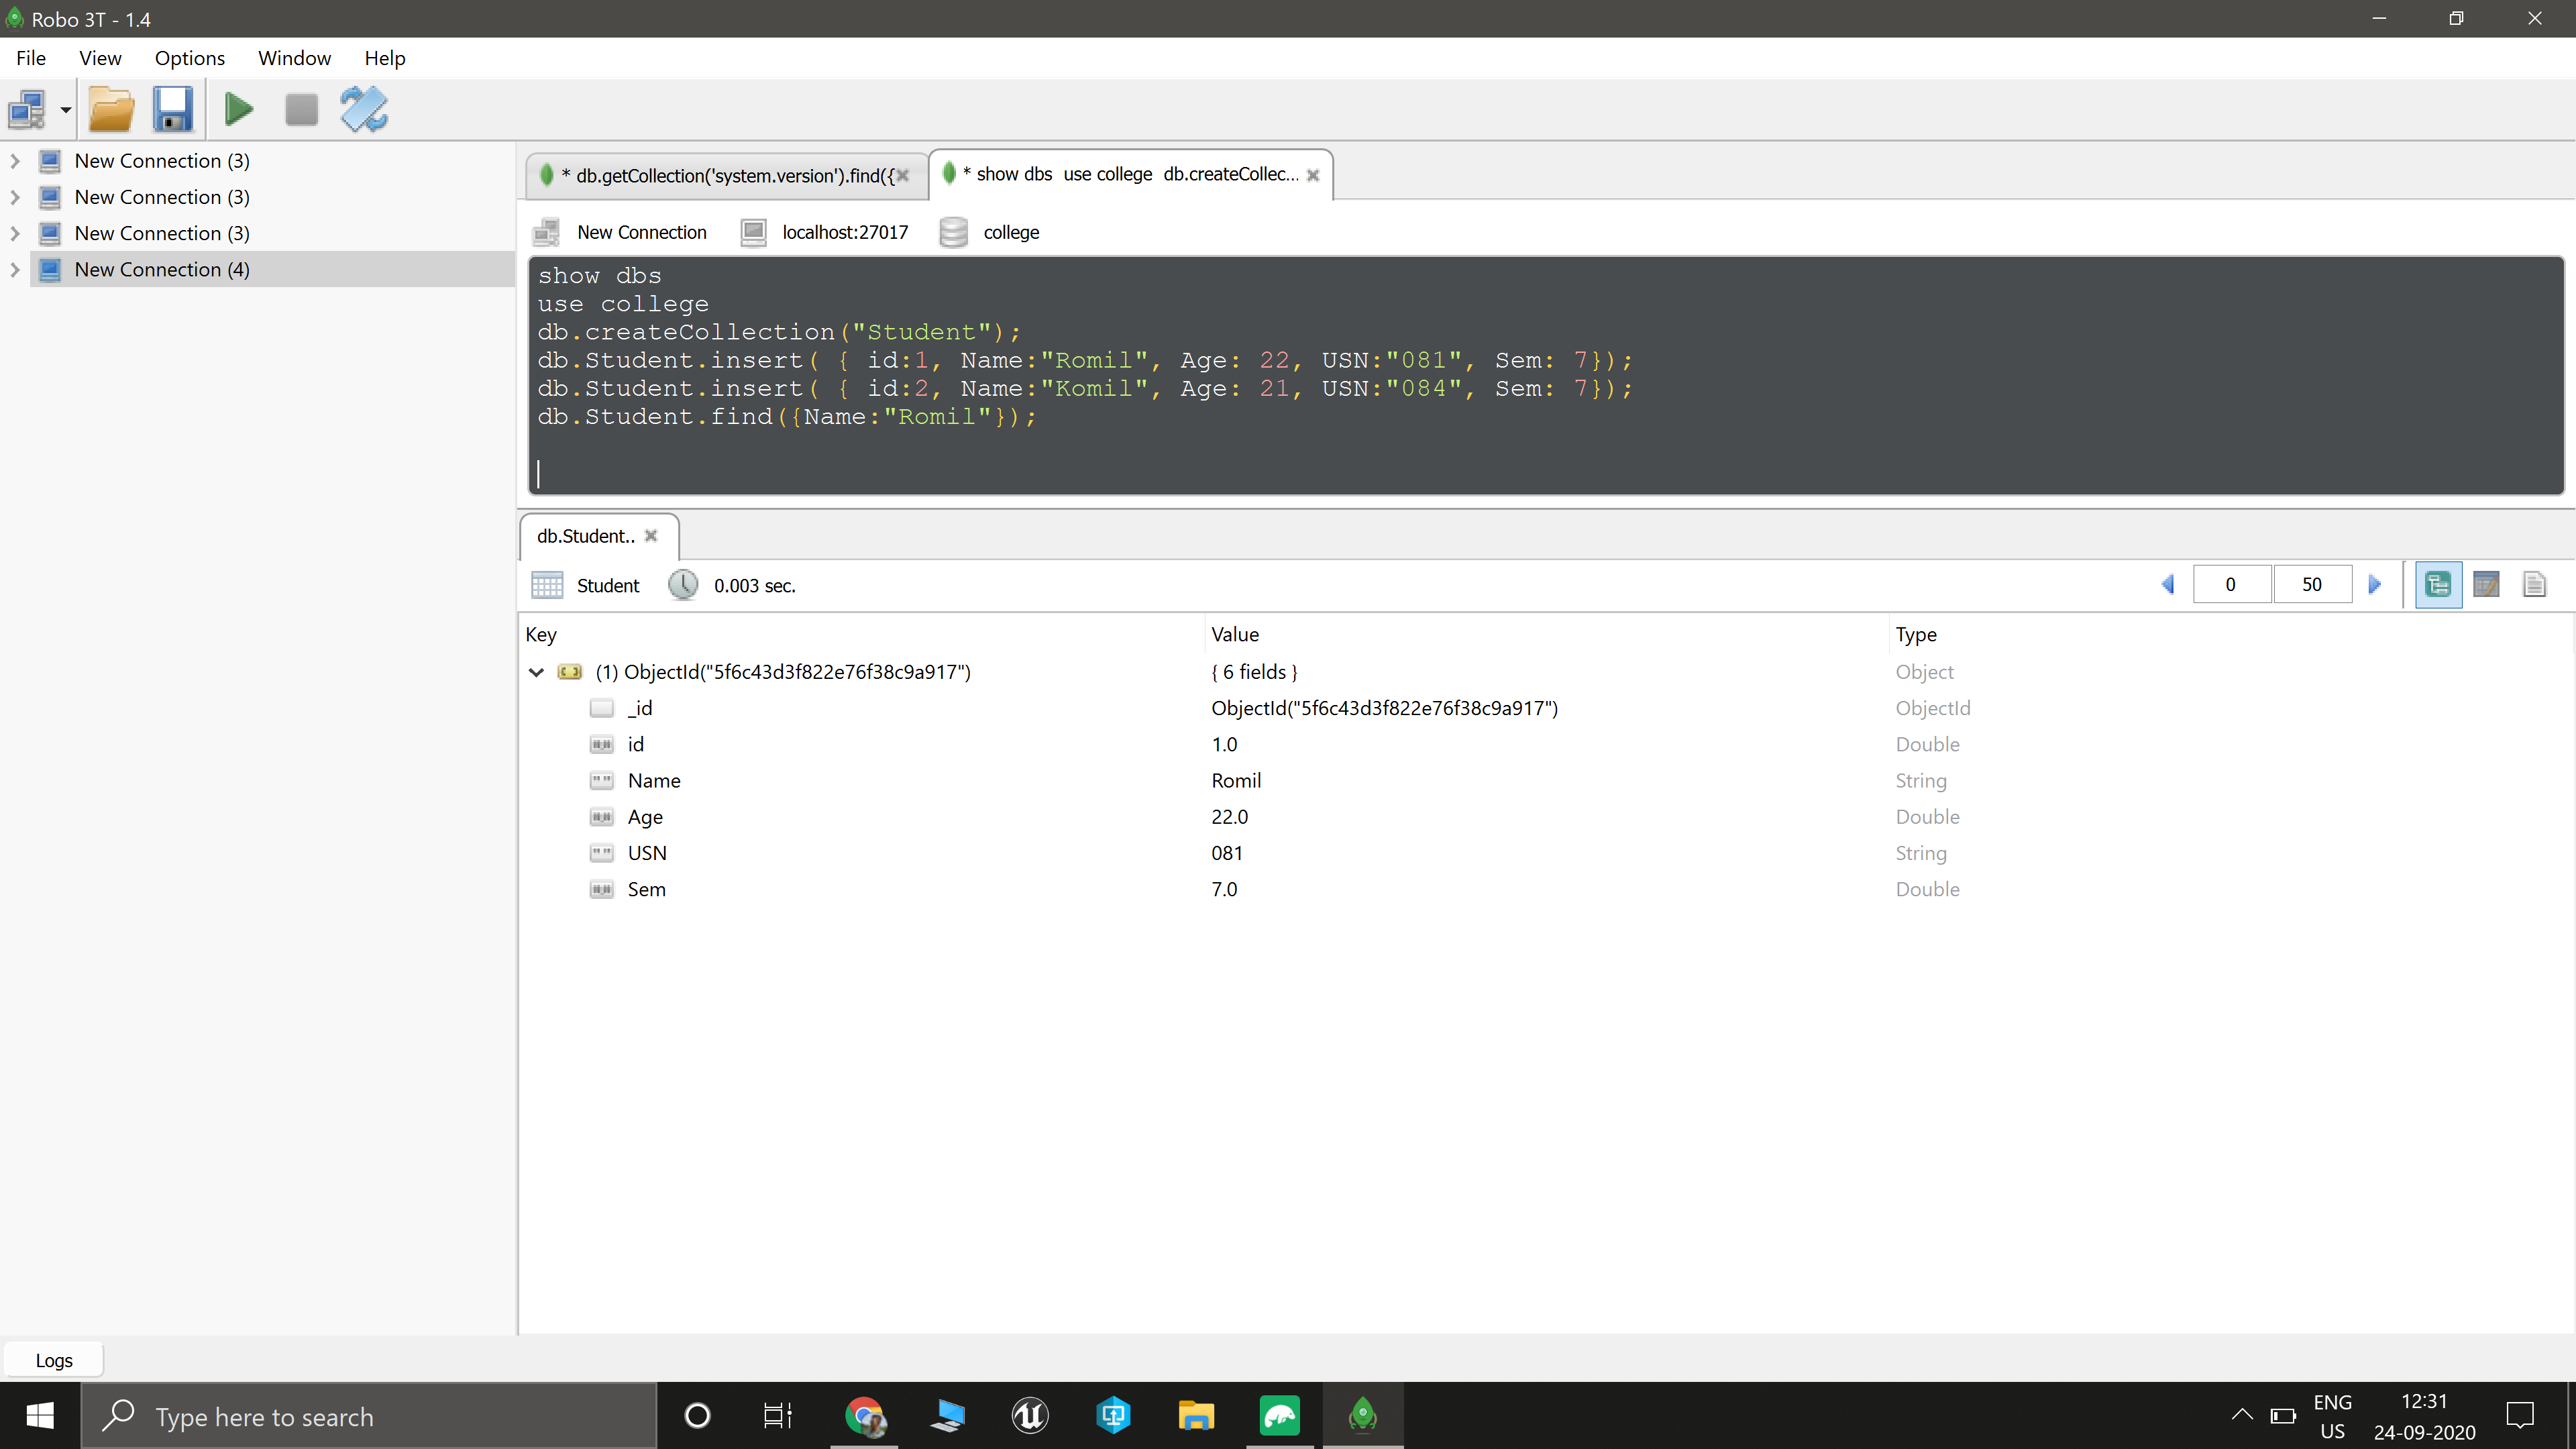 Robo 3T - 1.4
File View Options Window Help
New Connection (3)
New Connection (3)
New Connection (3)
New Connection (4)
* db.getCollection('system.version').find({
* show dbs use college db.createCollec...
New Connection localhost:27017 college
show dbs
use college
db.createCollection("Student");
db.Student.insert( { id:1, Name:"Romil", Age: 22, USN:"081", Sem: 7});
db.Student.insert( { id:2, Name:"Komil", Age: 21, USN:"084", Sem: 7});
db.Student.find({Name:"Romil"});
db.Student..
Student 0.003 sec. 0 50
Key Value Type
(1) ObjectId("5f6c43d3f822e76f38c9a917") { 6 fields } Object
_id ObjectId("5f6c43d3f822e76f38c9a917") ObjectId
id 1.0 Double
Name Romil String
Age 22.0 Double
USN 081 String
Sem 7.0 Double
Logs
Type here to search
ENG 12:31
US 24-09-2020